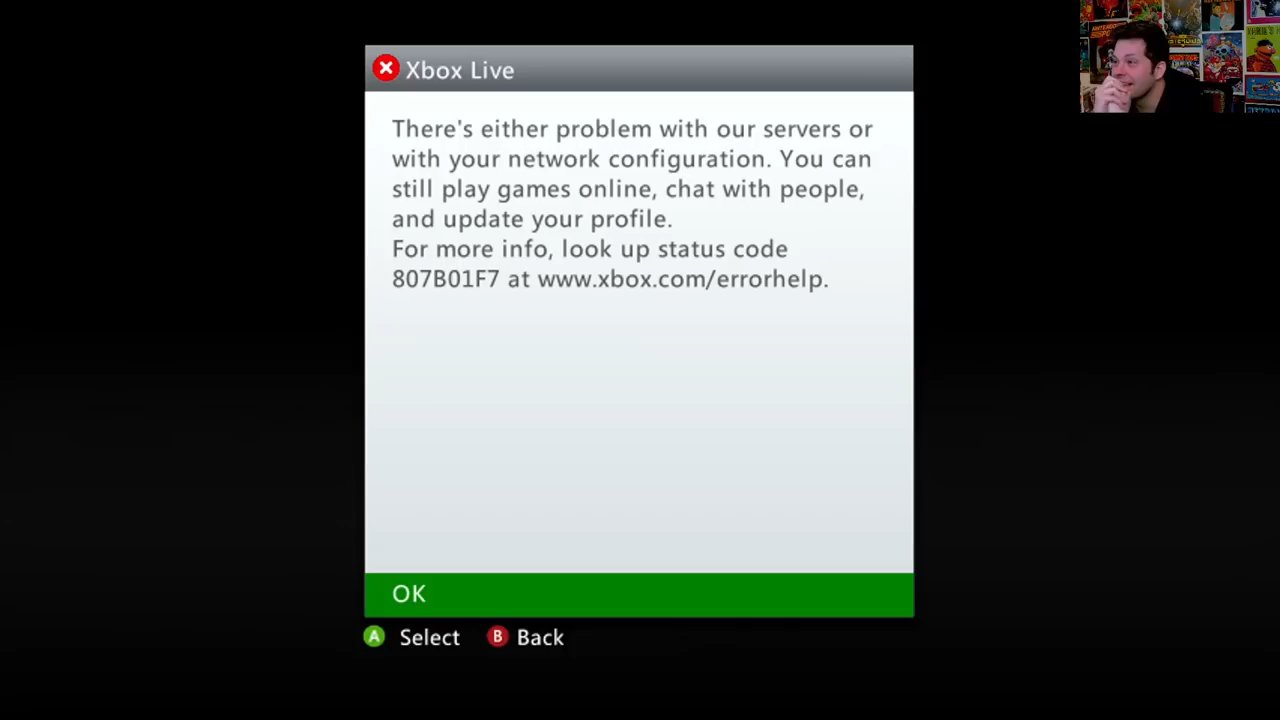 Xbox Live
There's either problem with our servers or
with your network configuration. You can
still play games online, chat with people,
and update your profile.
For more info, look up status code
807B01F7 at www.xbox.com/errorhelp.
OK
A Select B Back